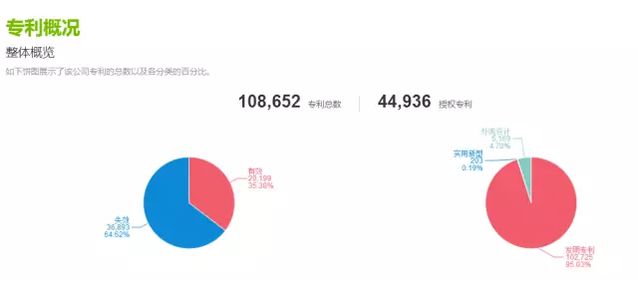 专利概况
整体概览
如下饼图展示了该公司专利的总数以及各分类的百分比。
108,652 专利总数 44,936 授权专利
有效
20,199
35.38%
失效
36,893
64.62%
外观设计
5,169
4.78%
实用新型
203
0.19%
发明专利
102,725
95.03%